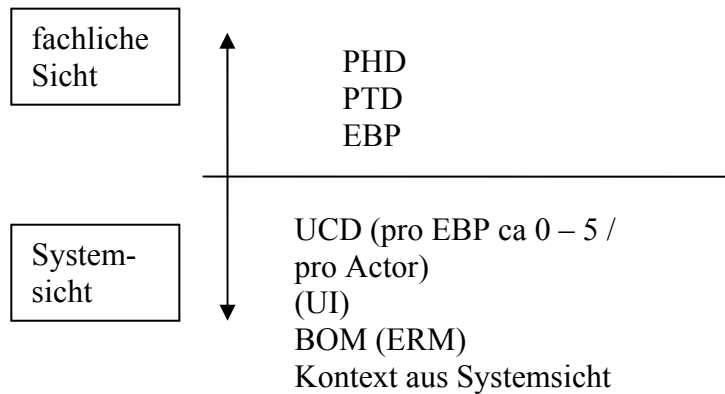 fachliche
Sicht
PHD
PTD
EBP
System-
sicht
UCD (pro EBP ca 0 – 5 /
pro Actor)
(UI)
BOM (ERM)
Kontext aus Systemsicht